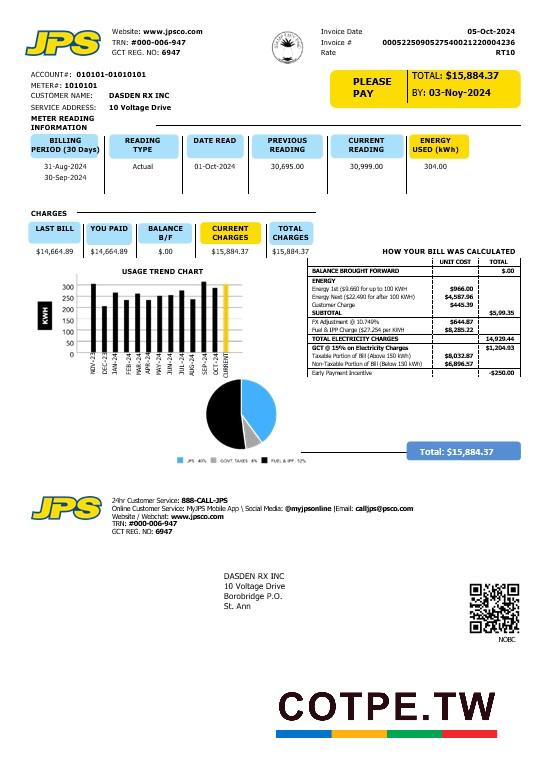 JPS
Website: www.jpsco.com
TRN: #000-006-947
GCT REG. NO: 6947
Invoice Date 05-Oct-2024
Invoice # 00052250905275400212200004236
Rate RT10
ACCOUNT#: 010101-01010101
METER#: 1010101
CUSTOMER NAME: DASDEN RX INC
SERVICE ADDRESS: 10 Voltage Drive
PLEASE PAY
TOTAL: $15,884.37
BY: 03-Nov-2024
METER READING
INFORMATION
BILLING PERIOD (30 Days) READING TYPE DATE READ PREVIOUS READING CURRENT READING ENERGY USED (kWh)
31-Aug-2024 Actual 01-Oct-2024 30,695.00 30,999.00 304.00
30-Sep-2024
CHARGES
LAST BILL YOU PAID BALANCE B/F CURRENT CHARGES TOTAL CHARGES
$14,664.89 $14,664.89 $.00 $15,884.37 $15,884.37
HOW YOUR BILL WAS CALCULATED
UNIT COST TOTAL
BALANCE BROUGHT FORWARD $.00
ENERGY
Energy 1st ($9.660 for up to 100 KWH $966.00
Energy Next ($22.490 for after 100 KWH) $4,587.96
Customer Charge $445.39
SUBTOTAL $5,99.35
FX Adjustment @ 10.749% $644.87
Fuel & IPP Charge ($27.254 per KWH $8,285.22
TOTAL ELECTRICITY CHARGES 14,929.44
GCT @ 15% on Electricity Charges $1,204.93
Taxable Portion of Bill (Above 150 kWh) $8,032.87
Non-Taxable Portion of Bill (Below 150 kWh) $6,896.57
Early Payment Incentive -$250.00
USAGE TREND CHART
KWH
300
250
200
150
100
50
0
NOV-23 DEC-23 JAN-24 FEB-24 MAR-24 APR-24 MAY-24 JUN-24 JUL-24 AUG-24 SEP-24 OCT-24 CURRENT
JPS 40% GOVT. TAXES 8% FUEL & IPP. 52%
Total: $15,884.37
JPS
24hr Customer Service: 888-CALL-JPS
Online Customer Service: MyJPS Mobile App \ Social Media: @myjpsonline |Email: calljps@psco.com
Website / Webchat: www.jpsco.com
TRN: #000-006-947
GCT REG. NO: 6947
DASDEN RX INC
10 Voltage Drive
Borobridge P.O.
St. Ann
NOBC
COTPE.TW